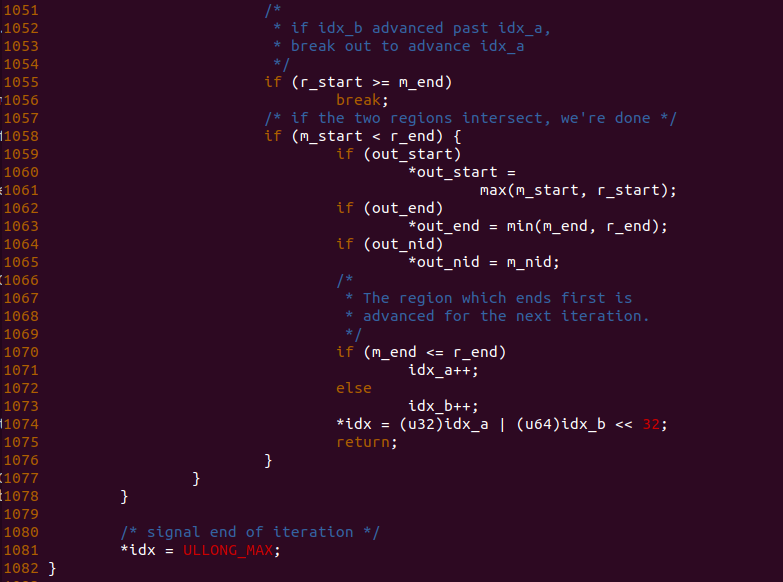 1051 /*
1052 * if idx_b advanced past idx_a,
1053 * break out to advance idx_a
1054 */
1055 if (r_start >= m_end)
1056 break;
1057 /* if the two regions intersect, we're done */
1058 if (m_start < r_end) {
1059 if (out_start)
1060 *out_start =
1061 max(m_start, r_start);
1062 if (out_end)
1063 *out_end = min(m_end, r_end);
1064 if (out_nid)
1065 *out_nid = m_nid;
1066 /*
1067 * The region which ends first is
1068 * advanced for the next iteration.
1069 */
1070 if (m_end <= r_end)
1071 idx_a++;
1072 else
1073 idx_b++;
1074 *idx = (u32)idx_a | (u64)idx_b << 32;
1075 return;
1076 }
1077 }
1078 }
1079
1080 /* signal end of iteration */
1081 *idx = ULLONG_MAX;
1082 }